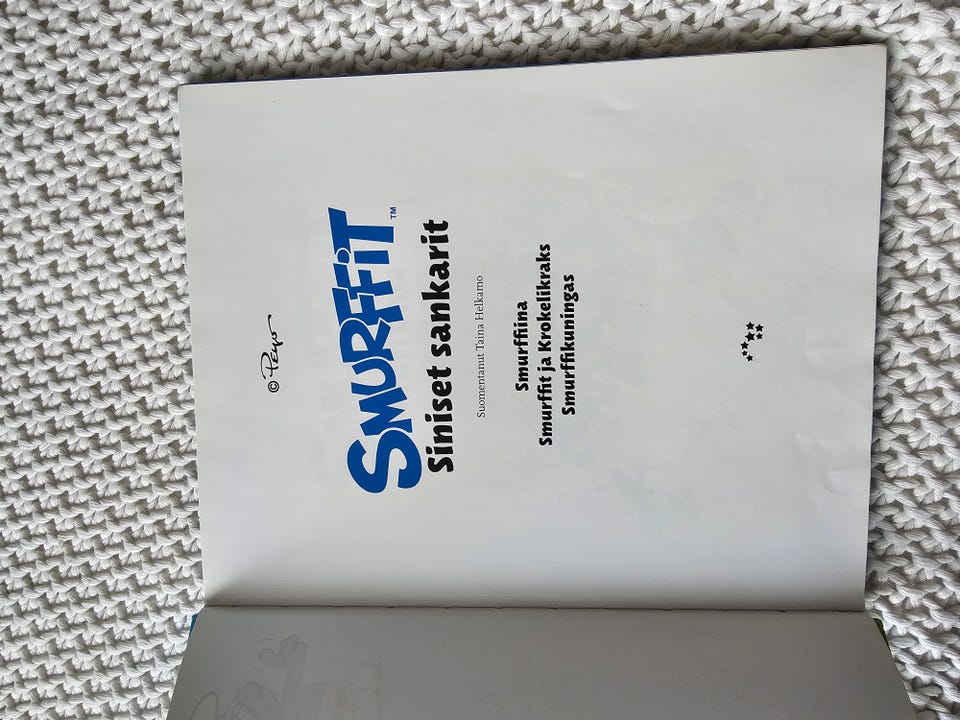 © Peyo
SMURFFiT™
Siniset sankarit
Suomentanut Taina Helkamo
Smurffiina
Smurffit ja Krokelikraks
Smurffikuningas